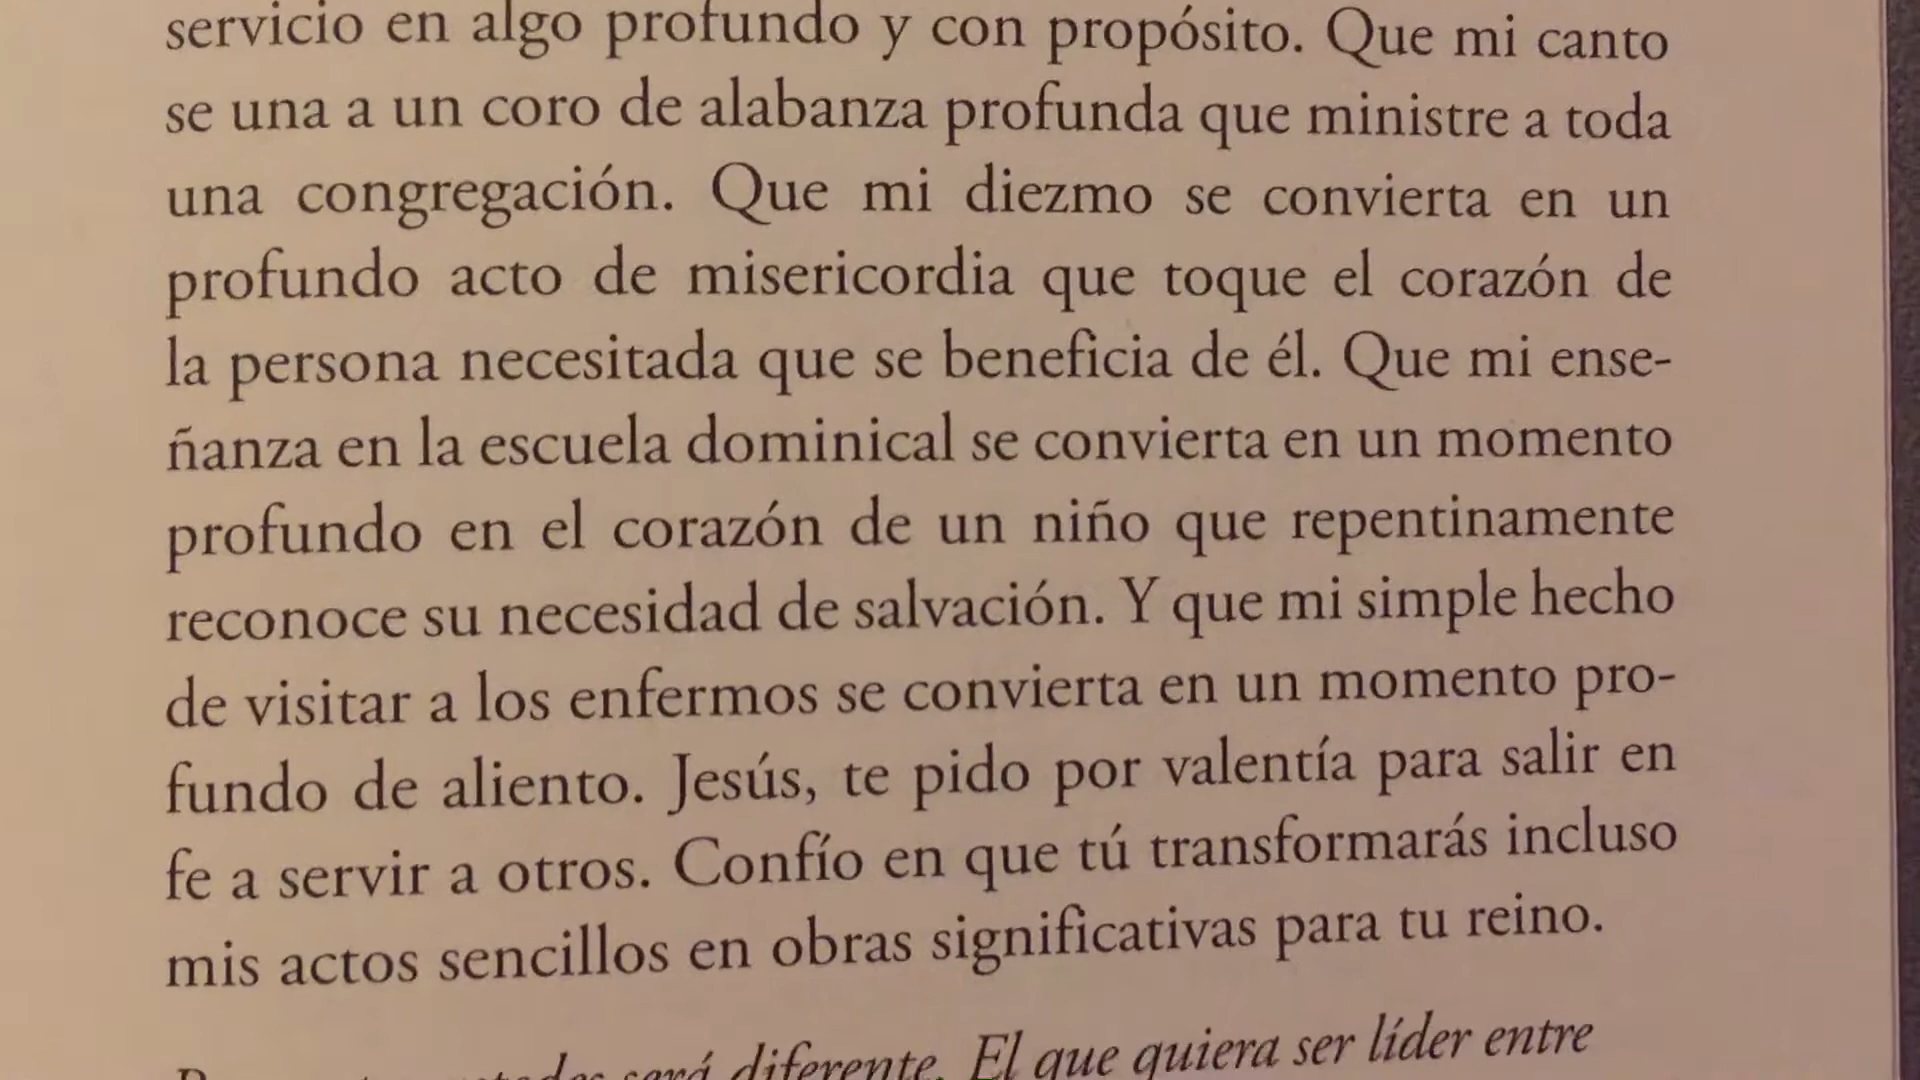 servicio en algo profundo y con propósito. Que mi canto
se una a un coro de alabanza profunda que ministre a toda
una congregación. Que mi diezmo se convierta en un
profundo acto de misericordia que toque el corazón de
la persona necesitada que se beneficia de él. Que mi ense-
ñanza en la escuela dominical se convierta en un momento
profundo en el corazón de un niño que repentinamente
reconoce su necesidad de salvación. Y que mi simple hecho
de visitar a los enfermos se convierta en un momento pro-
fundo de aliento. Jesús, te pido por valentía para salir en
fe a servir a otros. Confío en que tú transformarás incluso
mis actos sencillos en obras significativas para tu reino.
será diferente. El que quiera ser líder entre